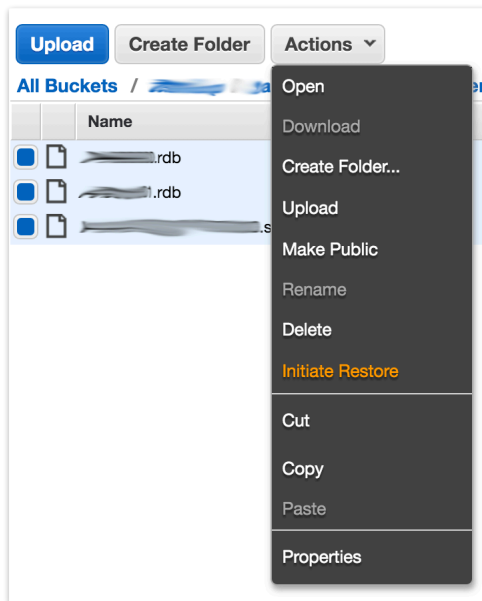 Upload Create Folder Actions
All Buckets /
Name
.rdb
.rdb
.s
Open
Download
Create Folder...
Upload
Make Public
Rename
Delete
Initiate Restore
Cut
Copy
Paste
Properties